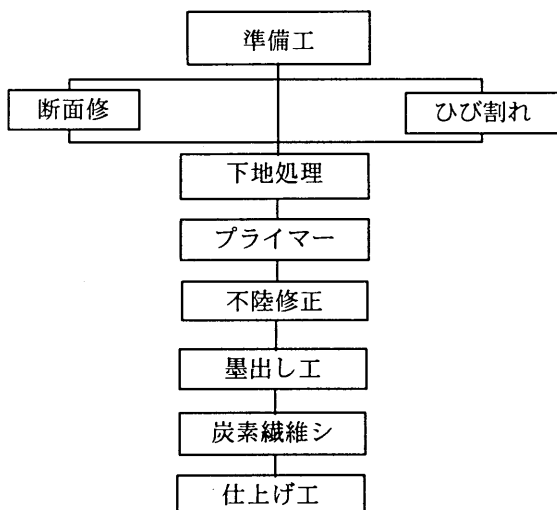 準備工
断面修
ひび割れ
下地処理
プライマー
不陸修正
墨出し工
炭素繊維シ
仕上げ工